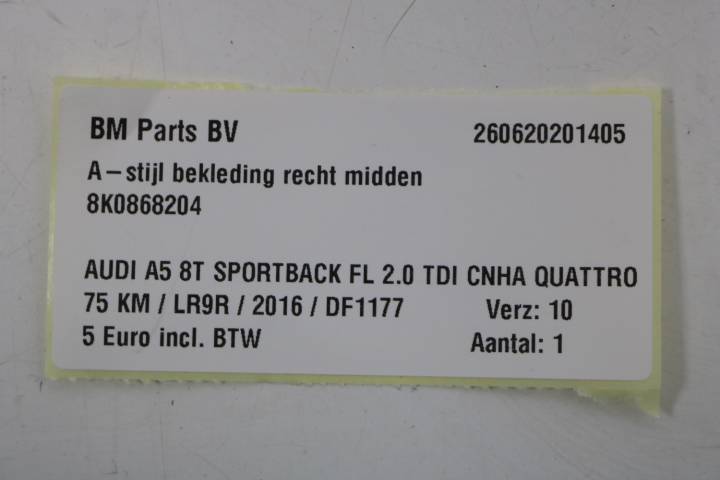 BM Parts BV 260620201405
A-stijl bekleding recht midden
8K0868204
AUDI A5 8T SPORTBACK FL 2.0 TDI CNHA QUATTRO
75 KM / LR9R / 2016 / DF1177 Verz: 10
5 Euro incl. BTW Aantal: 1